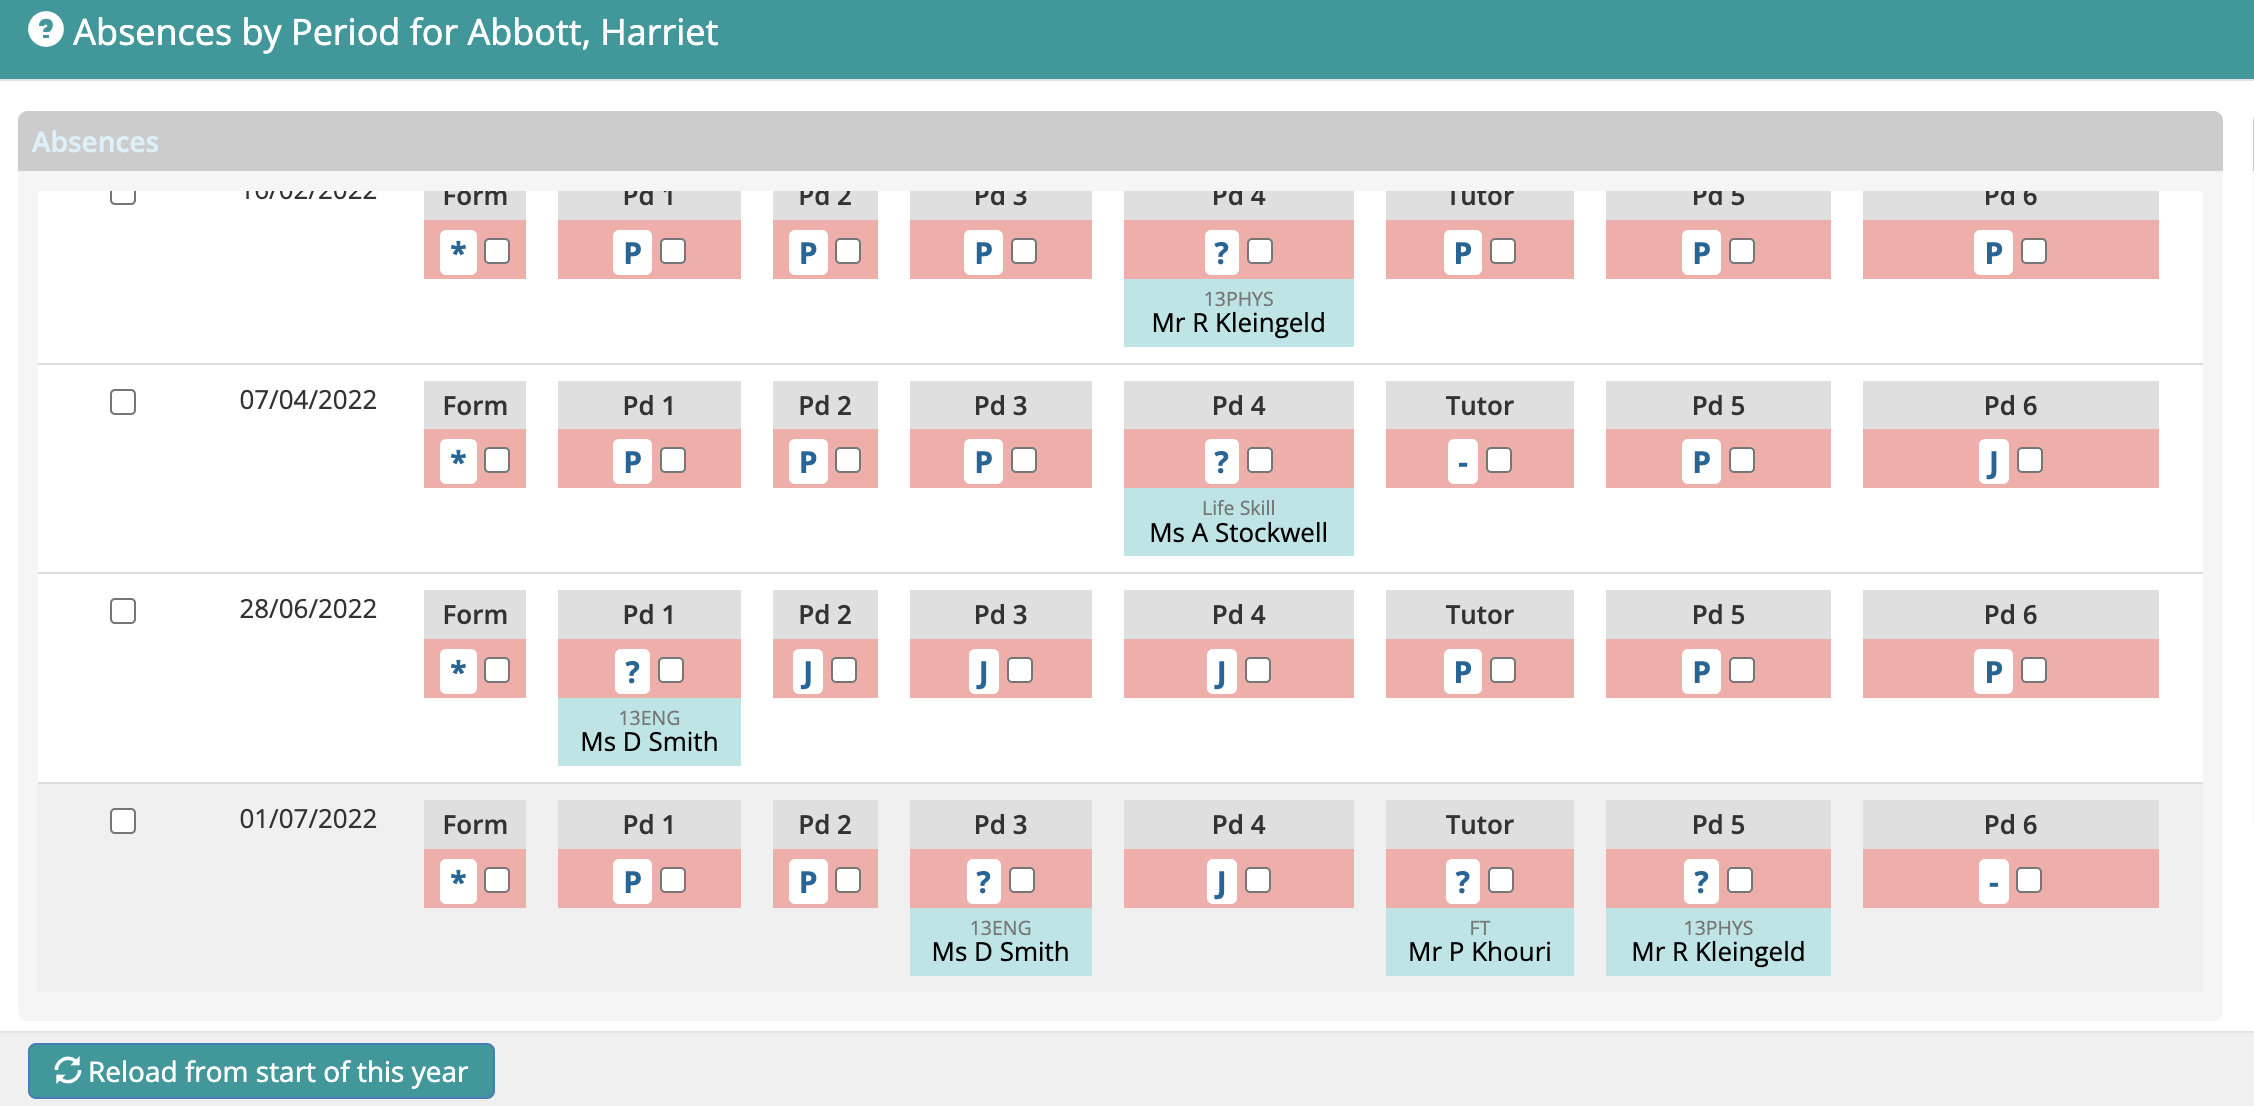 ? Absences by Period for Abbott, Harriet
Absences
16/02/2022 Form Pd 1 Pd 2 Pd 3 Pd 4 Tutor Pd 5 Pd 6
* P P P ? P P P
13PHYS
Mr R Kleingeld
07/04/2022 Form Pd 1 Pd 2 Pd 3 Pd 4 Tutor Pd 5 Pd 6
* P P P ? - P J
Life Skill
Ms A Stockwell
28/06/2022 Form Pd 1 Pd 2 Pd 3 Pd 4 Tutor Pd 5 Pd 6
* ? J J J P P P
13ENG
Ms D Smith
01/07/2022 Form Pd 1 Pd 2 Pd 3 Pd 4 Tutor Pd 5 Pd 6
* P P ? J ? ? -
13ENG FT 13PHYS
Ms D Smith Mr P Khouri Mr R Kleingeld
Reload from start of this year